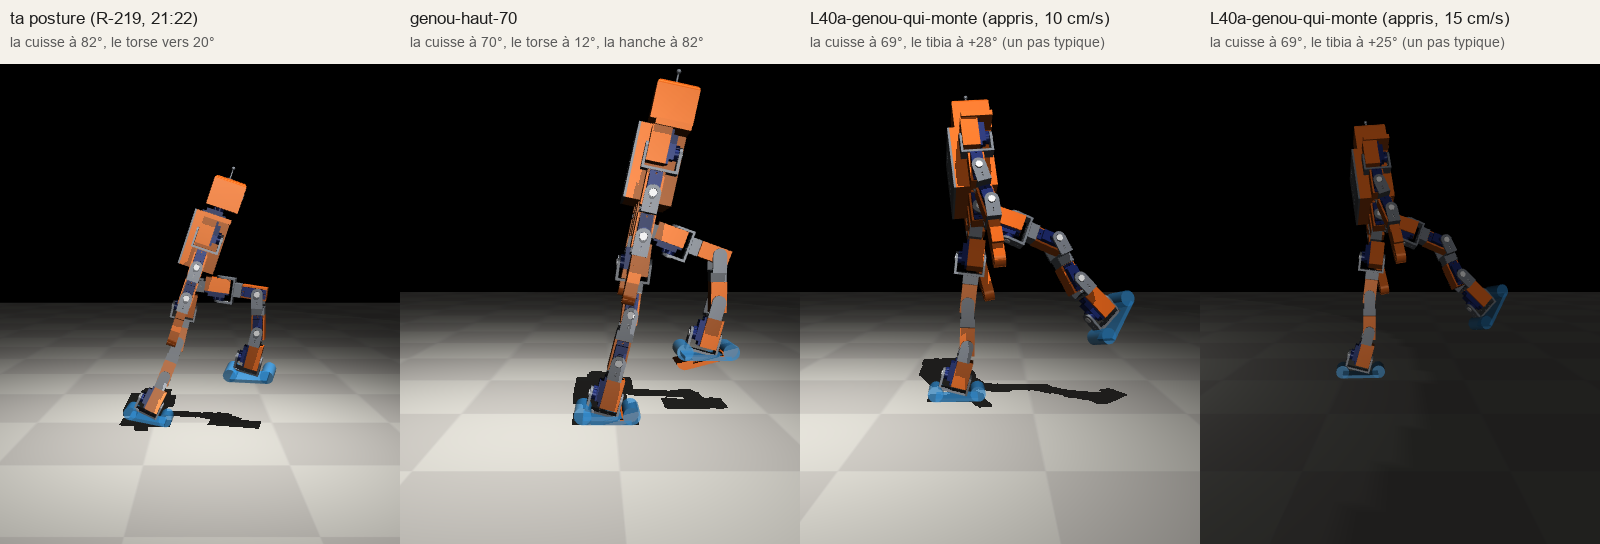 ta posture (R-219, 21:22)
la cuisse à 82°, le torse vers 20°
genou-haut-70
la cuisse à 70°, le torse à 12°, la hanche à 82°
L40a-genou-qui-monte (appris, 10 cm/s)
la cuisse à 69°, le tibia à +28° (un pas typique)
L40a-genou-qui-monte (appris, 15 cm/s)
la cuisse à 69°, le tibia à +25° (un pas typique)